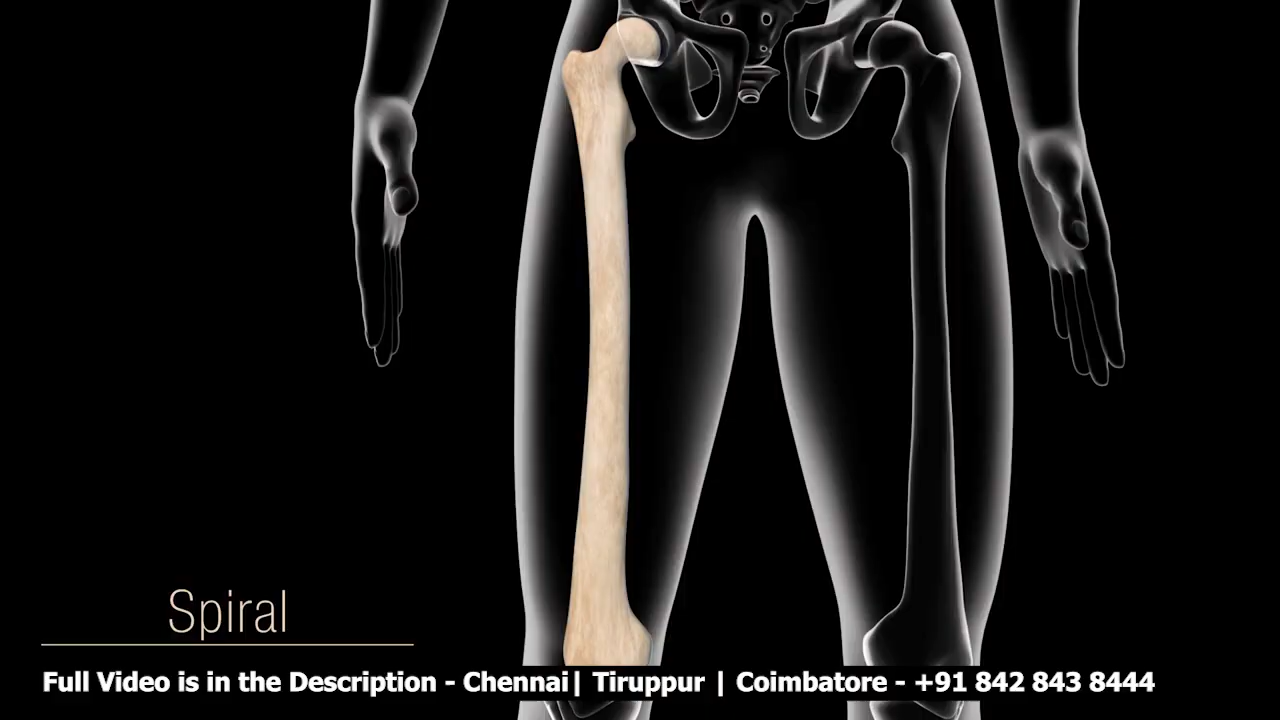 Spiral
Full Video is in the Description - Chennai| Tiruppur | Coimbatore - +91 842 843 8444